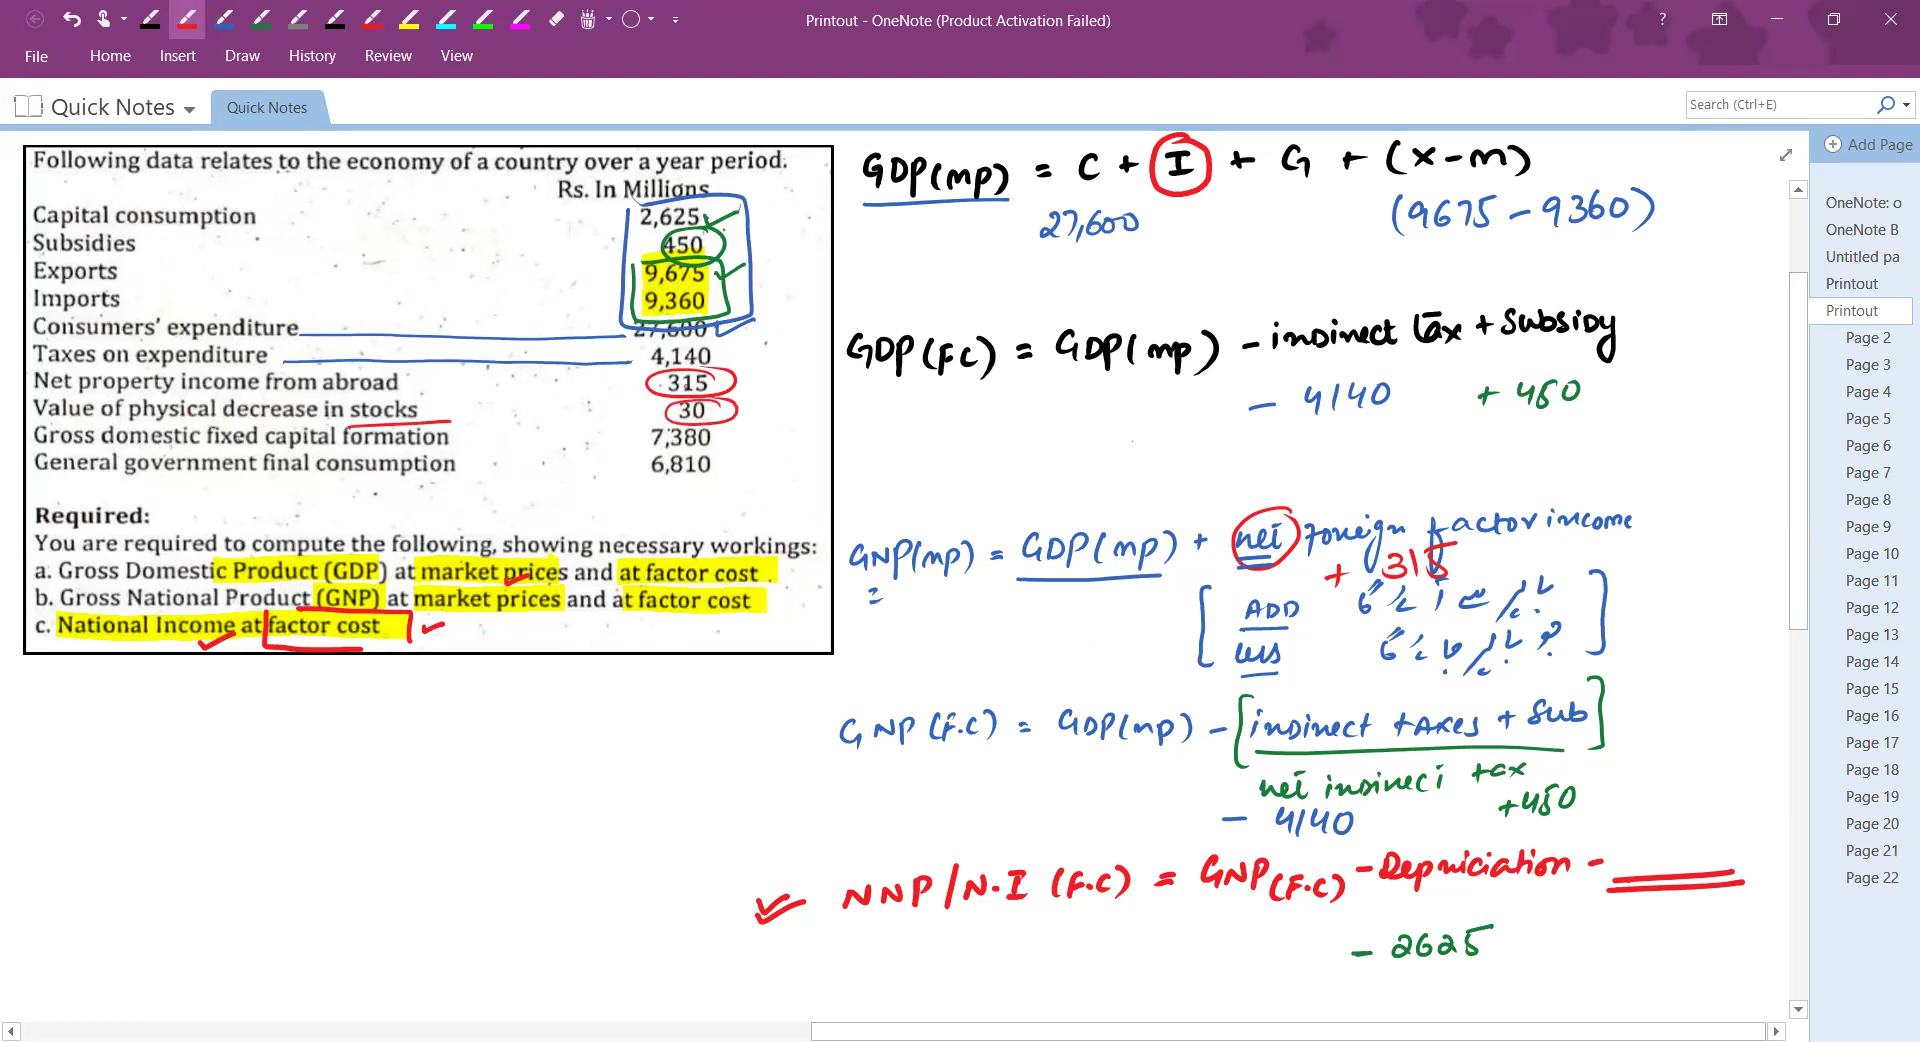 Printout - OneNote (Product Activation Failed)
?
File
Home
Insert
Draw
History
Review
View
Quick Notes
Quick Notes
Search (Ctrl+E)
Following data relates to the economy of a country over a year period.
Rs. In Millions
Capital consumption 2,625
Subsidies 450
Exports 9,675
Imports 9,360
Consumers' expenditure 27,600
Taxes on expenditure 4,140
Net property income from abroad 315
Value of physical decrease in stocks 30
Gross domestic fixed capital formation 7,380
General government final consumption 6,810
Required:
You are required to compute the following, showing necessary workings:
a. Gross Domestic Product (GDP) at market prices and at factor cost
b. Gross National Product (GNP) at market prices and at factor cost
c. National Income at factor cost
GDP(mp) = C + I + G + (x-m)
27,600 (9675 - 9360)
GDP(FC) = GDP(mp) - indirect tax + Subsidy
- 4140 + 450
GNP(mp) = GDP(mp) + net foreign factor income
+ 315
ADD
Less
GNP (F.C) = GDP(mp) - [indirect taxes + Sub]
net indirect tax
- 4140 +450
NNP/N.I (F.C) = GNP(F.C) - Depriciation -
- 2625
Add Page
OneNote: o
OneNote B
Untitled pa
Printout
Printout
Page 2
Page 3
Page 4
Page 5
Page 6
Page 7
Page 8
Page 9
Page 10
Page 11
Page 12
Page 13
Page 14
Page 15
Page 16
Page 17
Page 18
Page 19
Page 20
Page 21
Page 22